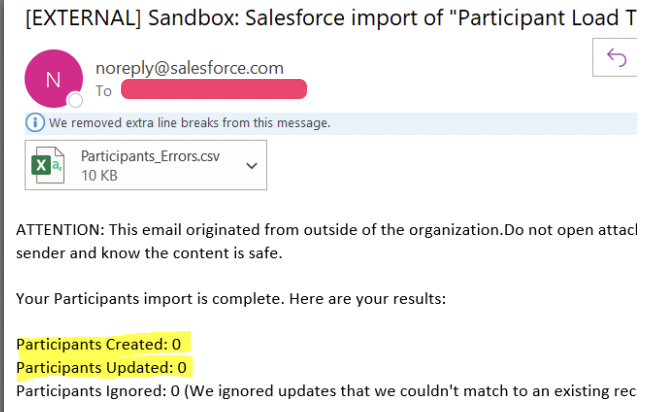 [EXTERNAL] Sandbox: Salesforce import of "Participant Load T
N
noreply@salesforce.com
To
We removed extra line breaks from this message.
Participants_Errors.csv
10 KB
ATTENTION: This email originated from outside of the organization.Do not open attacl
sender and know the content is safe.
Your Participants import is complete. Here are your results:
Participants Created: 0
Participants Updated: 0
Participants Ignored: 0 (We ignored updates that we couldn't match to an existing rec